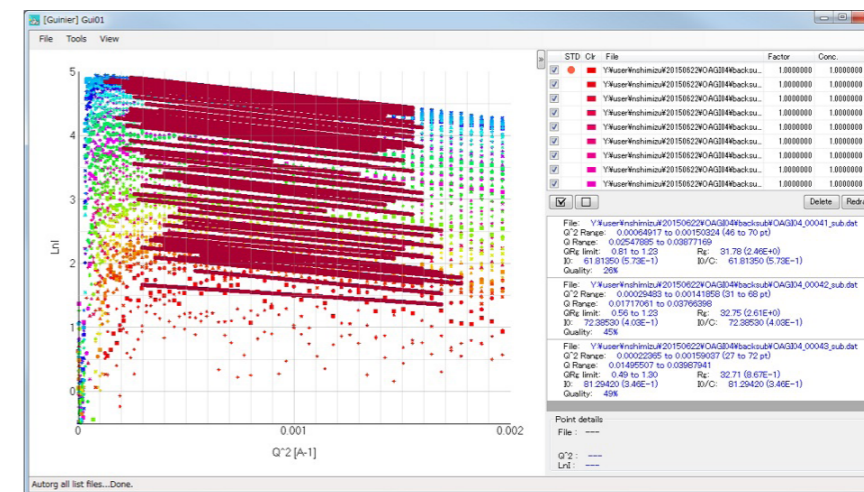 [Guinier] Gui01
File Tools View
STD Clr File Factor Conc.
Y:¥user¥nshimizu¥20150622¥OAGI04¥backsu... 1.0000000 1.0000000
Y:¥user¥nshimizu¥20150622¥OAGI04¥backsu... 1.0000000 1.0000000
Y:¥user¥nshimizu¥20150622¥OAGI04¥backsu... 1.0000000 1.0000000
Y:¥user¥nshimizu¥20150622¥OAGI04¥backsu... 1.0000000 1.0000000
Y:¥user¥nshimizu¥20150622¥OAGI04¥backsu... 1.0000000 1.0000000
Y:¥user¥nshimizu¥20150622¥OAGI04¥backsu... 1.0000000 1.0000000
Y:¥user¥nshimizu¥20150622¥OAGI04¥backsu... 1.0000000 1.0000000
Y:¥user¥nshimizu¥20150622¥OAGI04¥backsu... 1.0000000 1.0000000
Y:¥user¥nshimizu¥20150622¥OAGI04¥backsu... 1.0000000 1.0000000
Delete Redra
File: Y:¥user¥nshimizu¥20150622¥OAGI04¥backsub¥OAGI04_00041_sub.dat
Q^2 Range: 0.00064917 to 0.00150324 (46 to 70 pt)
Q Range: 0.02547885 to 0.03877169
QRg limit: 0.81 to 1.23 Rg: 31.78 (2.46E+0)
I0: 61.81350 (5.73E-1) I0/C: 61.81350 (5.73E-1)
Quality: 26%
File: Y:¥user¥nshimizu¥20150622¥OAGI04¥backsub¥OAGI04_00042_sub.dat
Q^2 Range: 0.00029483 to 0.00141858 (31 to 68 pt)
Q Range: 0.01717061 to 0.03766398
QRg limit: 0.56 to 1.23 Rg: 32.75 (2.61E+0)
I0: 72.38530 (4.03E-1) I0/C: 72.38530 (4.03E-1)
Quality: 45%
File: Y:¥user¥nshimizu¥20150622¥OAGI04¥backsub¥OAGI04_00043_sub.dat
Q^2 Range: 0.00022365 to 0.00159037 (27 to 72 pt)
Q Range: 0.01495507 to 0.03987941
QRg limit: 0.49 to 1.30 Rg: 32.71 (8.67E-1)
I0: 81.29420 (3.46E-1) I0/C: 81.29420 (3.46E-1)
Quality: 49%
Point details
File : ---
Q^2 : ---
LnI : ---
5
4
3
2
1
0
LnI
0 0.001 0.002
Q^2 [A-1]
Autorg all list files...Done.